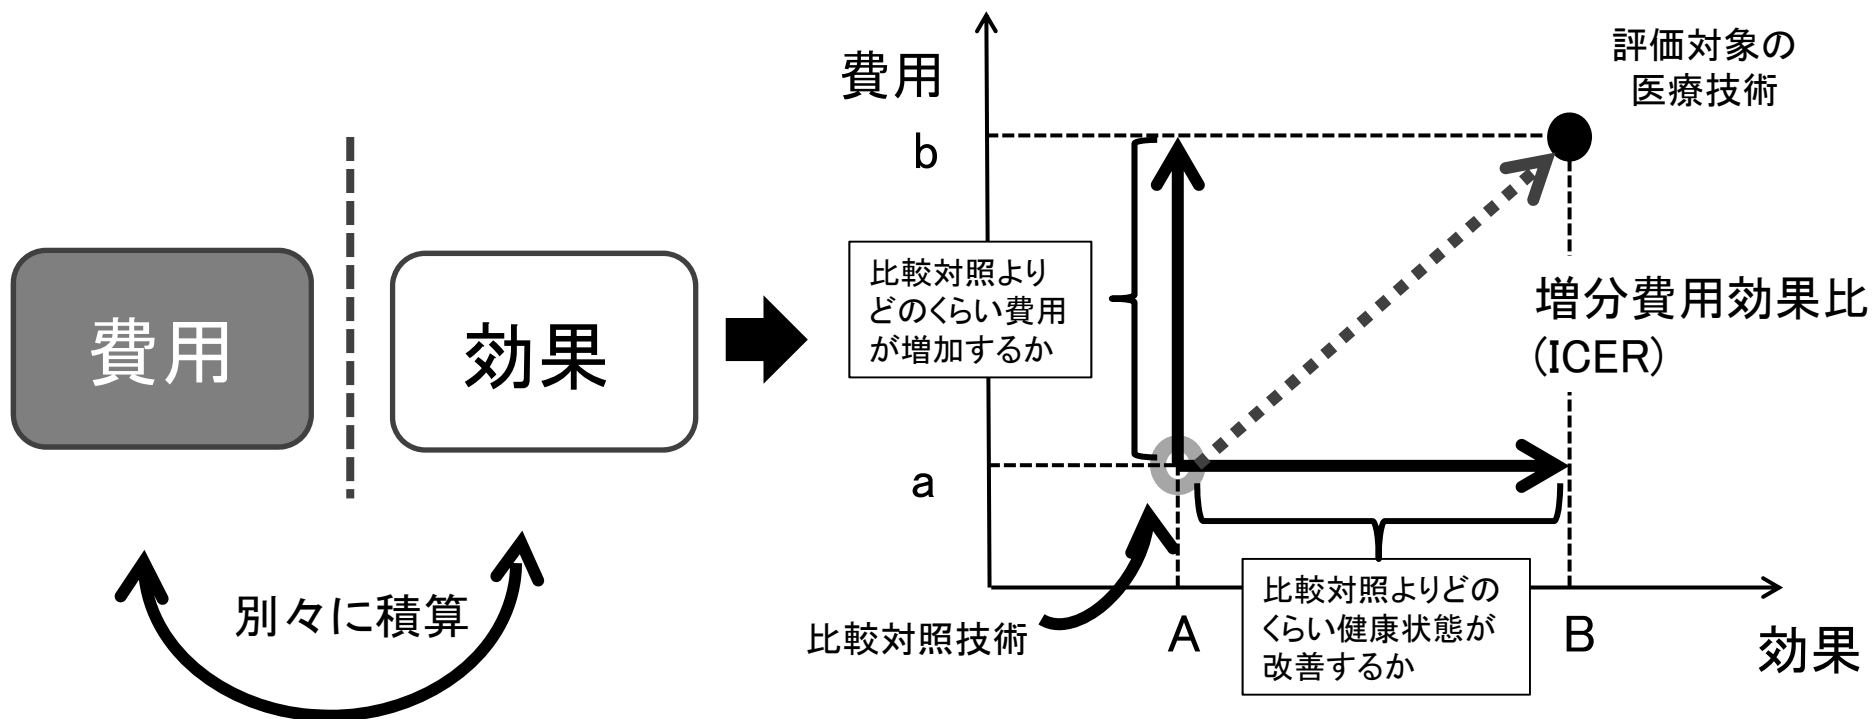 費用
効果
別々に積算
費用
b
a
比較対照より
どのくらい費用
が増加するか
評価対象の
医療技術
増分費用効果比
(ICER)
比較対照技術
A
比較対照よりどの
くらい健康状態が
改善するか
B
効果